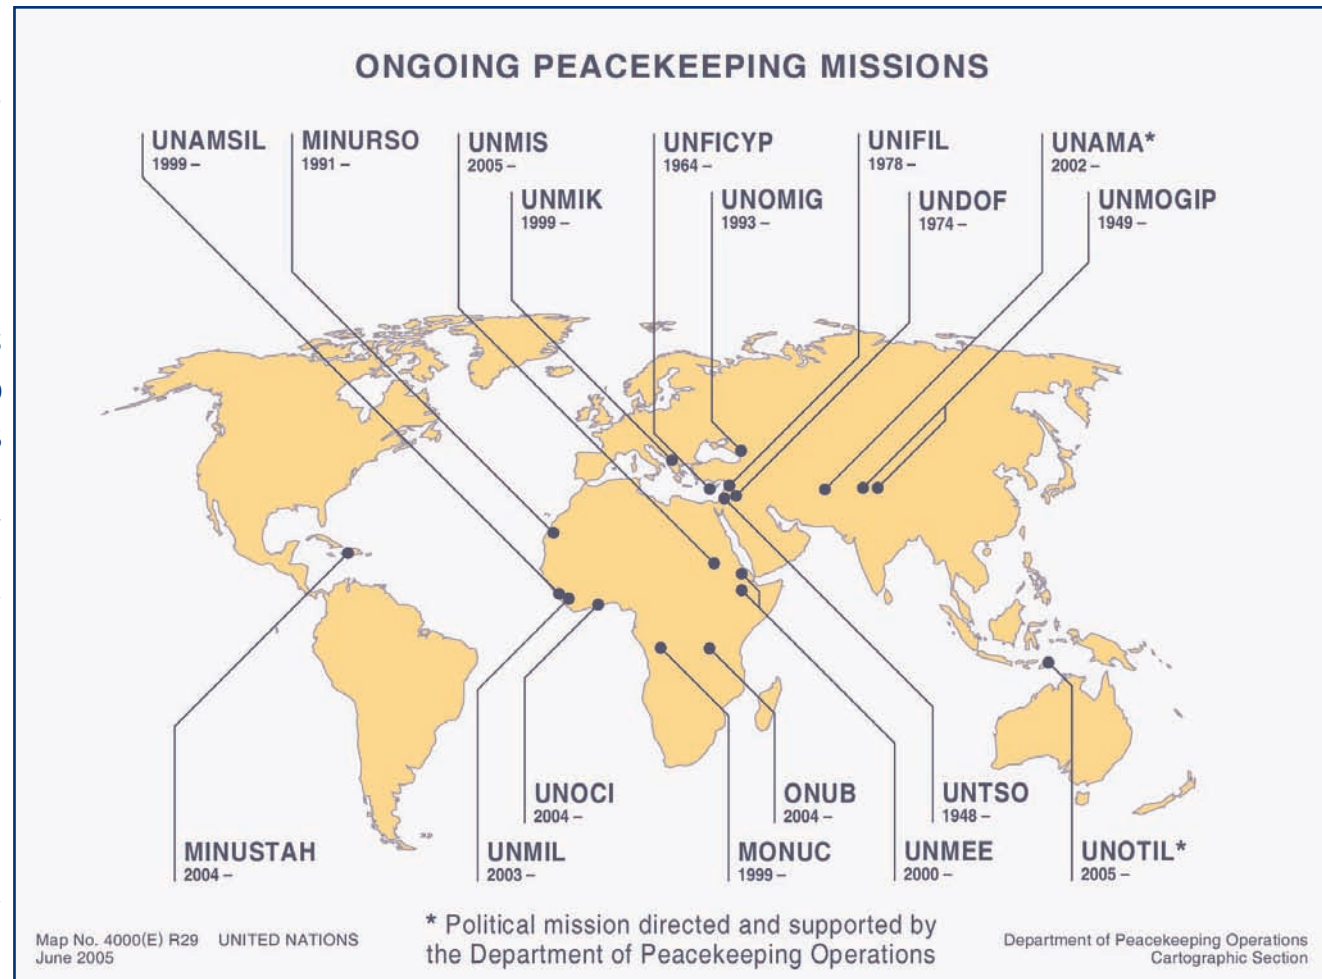 ONGOING PEACEKEEPING MISSIONS
UNAMSIL
1999 –
MINURSO
1991 –
UNMIS
2005 –
UNFICYP
1964 –
UNIFIL
1978 –
UNAMA*
2002 –
UNMIK
1999 –
UNOMIG
1993 –
UNDOF
1974 –
UNMOGIP
1949 –
UNOCI
2004 –
ONUB
2004 –
UNTSO
1948 –
MINUSTAH
2004 –
UNMIL
2003 –
MONUC
1999 –
UNMEE
2000 –
UNOTIL*
2005 –
* Political mission directed and supported by
the Department of Peacekeeping Operations
Map No. 4000(E) R29 UNITED NATIONS
June 2005
Department of Peacekeeping Operations
Cartographic Section